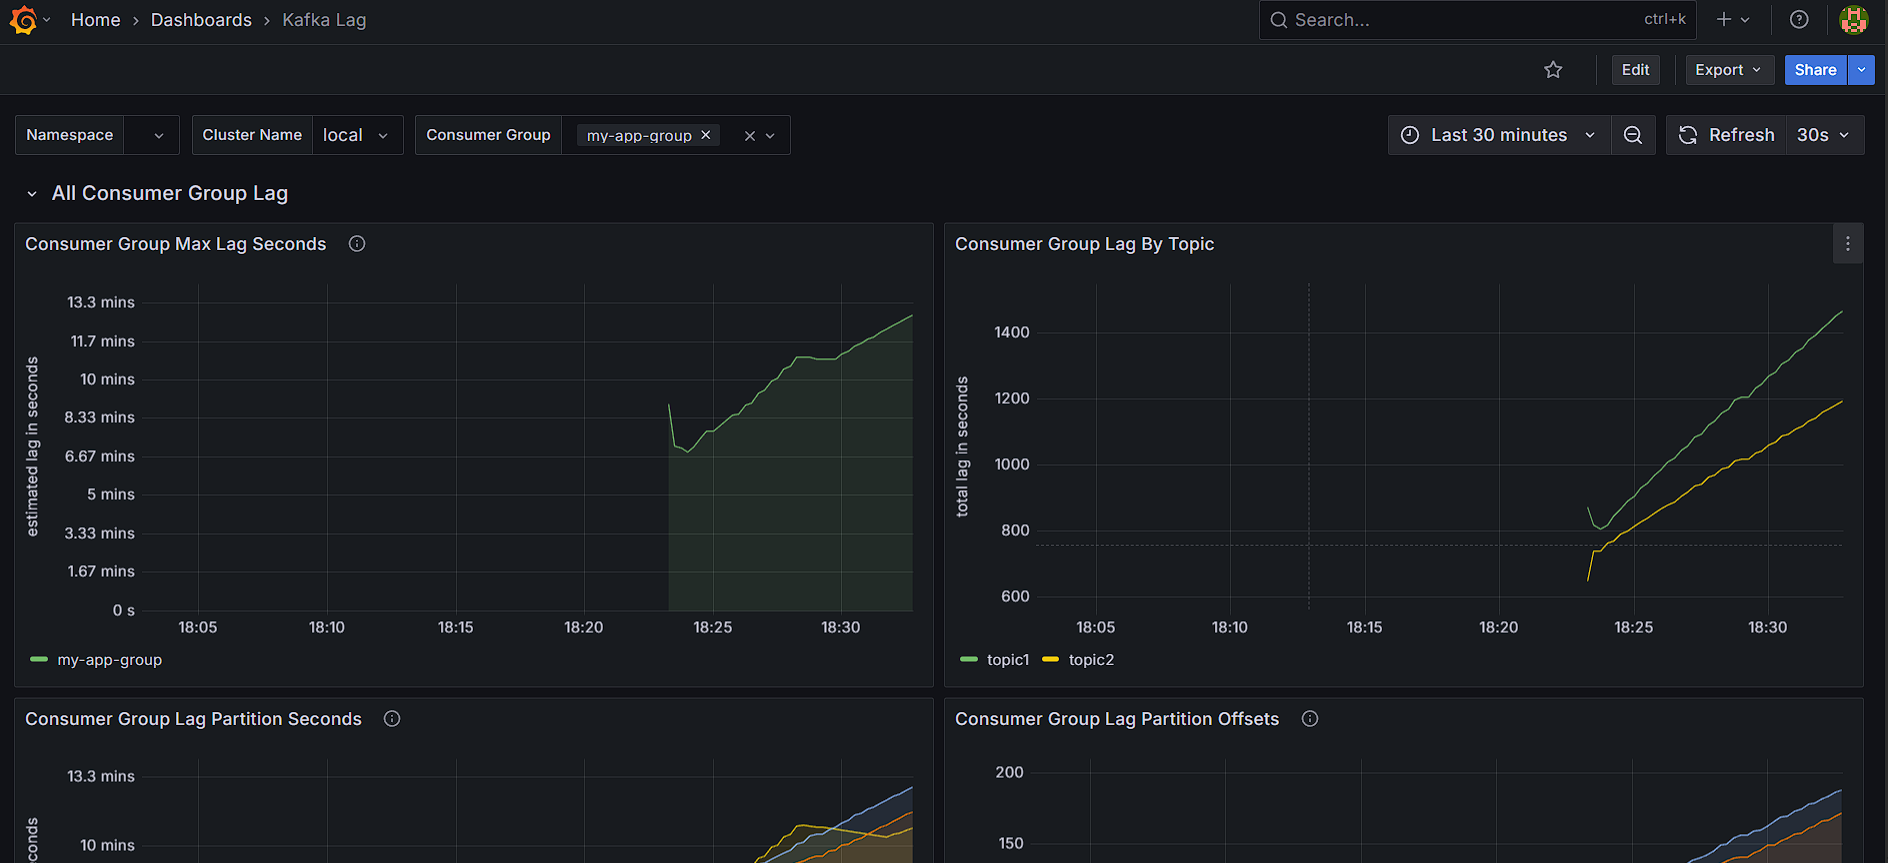 Home › Dashboards › Kafka Lag
Search... ctrl+k
Edit Export Share
Namespace Cluster Name local Consumer Group my-app-group Last 30 minutes Refresh 30s
All Consumer Group Lag
Consumer Group Max Lag Seconds
estimated lag in seconds
13.3 mins
11.7 mins
10 mins
8.33 mins
6.67 mins
5 mins
3.33 mins
1.67 mins
0 s
18:05 18:10 18:15 18:20 18:25 18:30
my-app-group
Consumer Group Lag By Topic
total lag in seconds
1400
1200
1000
800
600
18:05 18:10 18:15 18:20 18:25 18:30
topic1 topic2
Consumer Group Lag Partition Seconds
13.3 mins
10 mins
Consumer Group Lag Partition Offsets
200
150